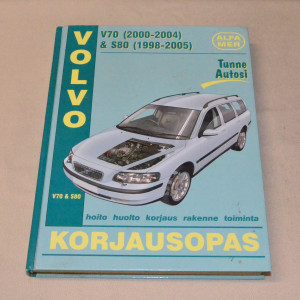 VOLVO
V70 (2000-2004)
& S80 (1998-2005)
ALFA
MER
Tunne
Autosi
V70 & S80
hoito huolto korjaus rakenne toiminta
KORJAUSOPAS